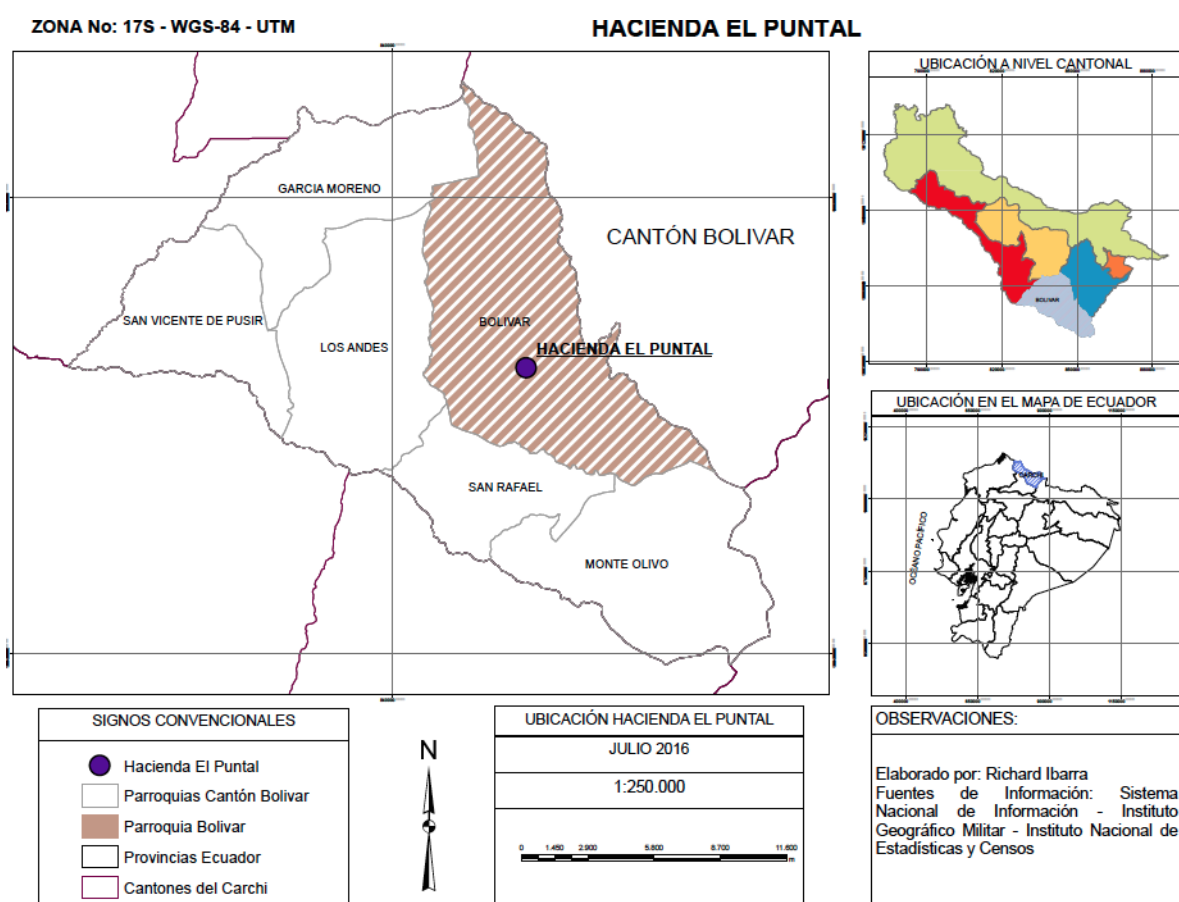 ZONA No: 17S - WGS-84 - UTM
HACIENDA EL PUNTAL
GARCIA MORENO
CANTÓN BOLIVAR
SAN VICENTE DE PUSIR
LOS ANDES
BOLIVAR
HACIENDA EL PUNTAL
SAN RAFAEL
MONTE OLIVO
UBICACIÓN A NIVEL CANTONAL
BOLIVAR
UBICACIÓN EN EL MAPA DE ECUADOR
CARCHI
OCÉANO PACÍFICO
SIGNOS CONVENCIONALES
Hacienda El Puntal
Parroquias Cantón Bolivar
Parroquia Bolivar
Provincias Ecuador
Cantones del Carchi
N
UBICACIÓN HACIENDA EL PUNTAL
JULIO 2016
1:250.000
0 1.450 2.900 5.800 8.700 11.600
m
OBSERVACIONES:
Elaborado por: Richard Ibarra
Fuentes de Información: Sistema
Nacional de Información - Instituto
Geográfico Militar - Instituto Nacional de
Estadísticas y Censos